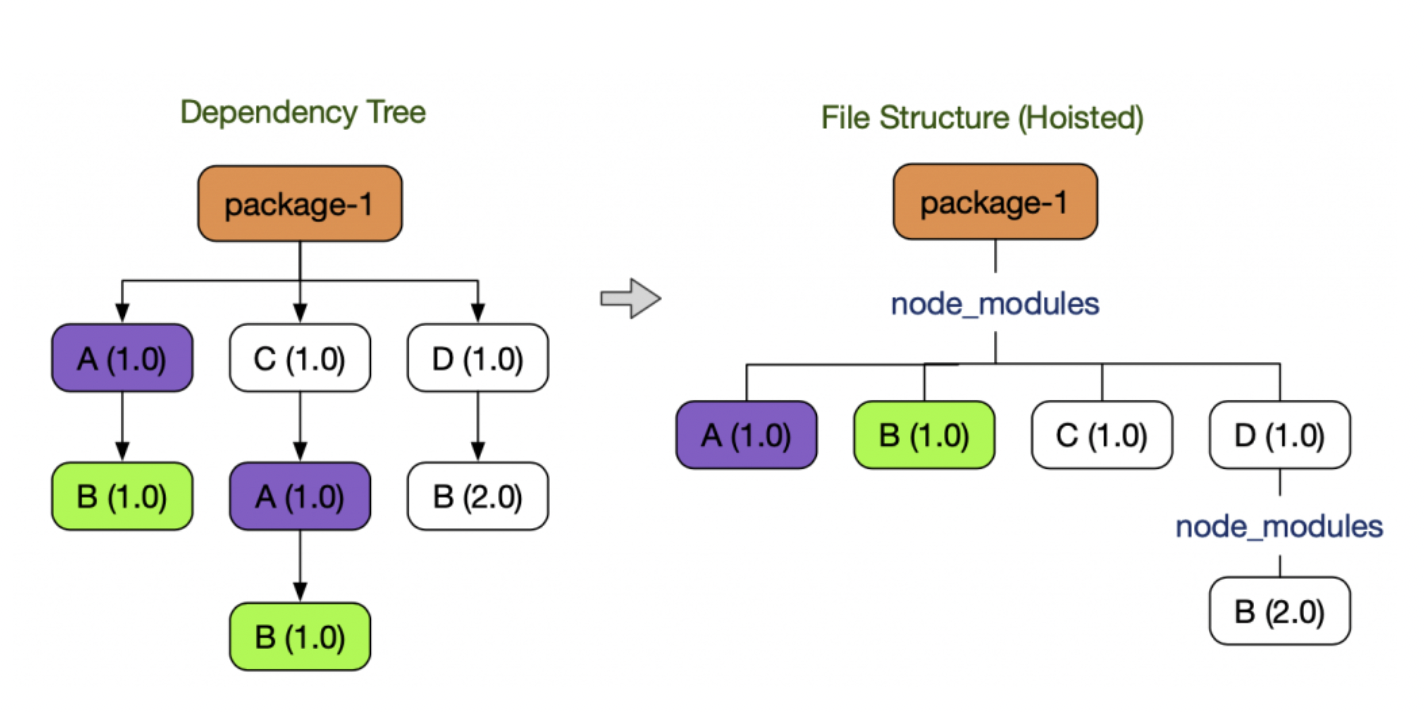 Dependency Tree
package-1
A (1.0)
C (1.0)
D (1.0)
B (1.0)
A (1.0)
B (2.0)
B (1.0)
File Structure (Hoisted)
package-1
node_modules
A (1.0)
B (1.0)
C (1.0)
D (1.0)
node_modules
B (2.0)